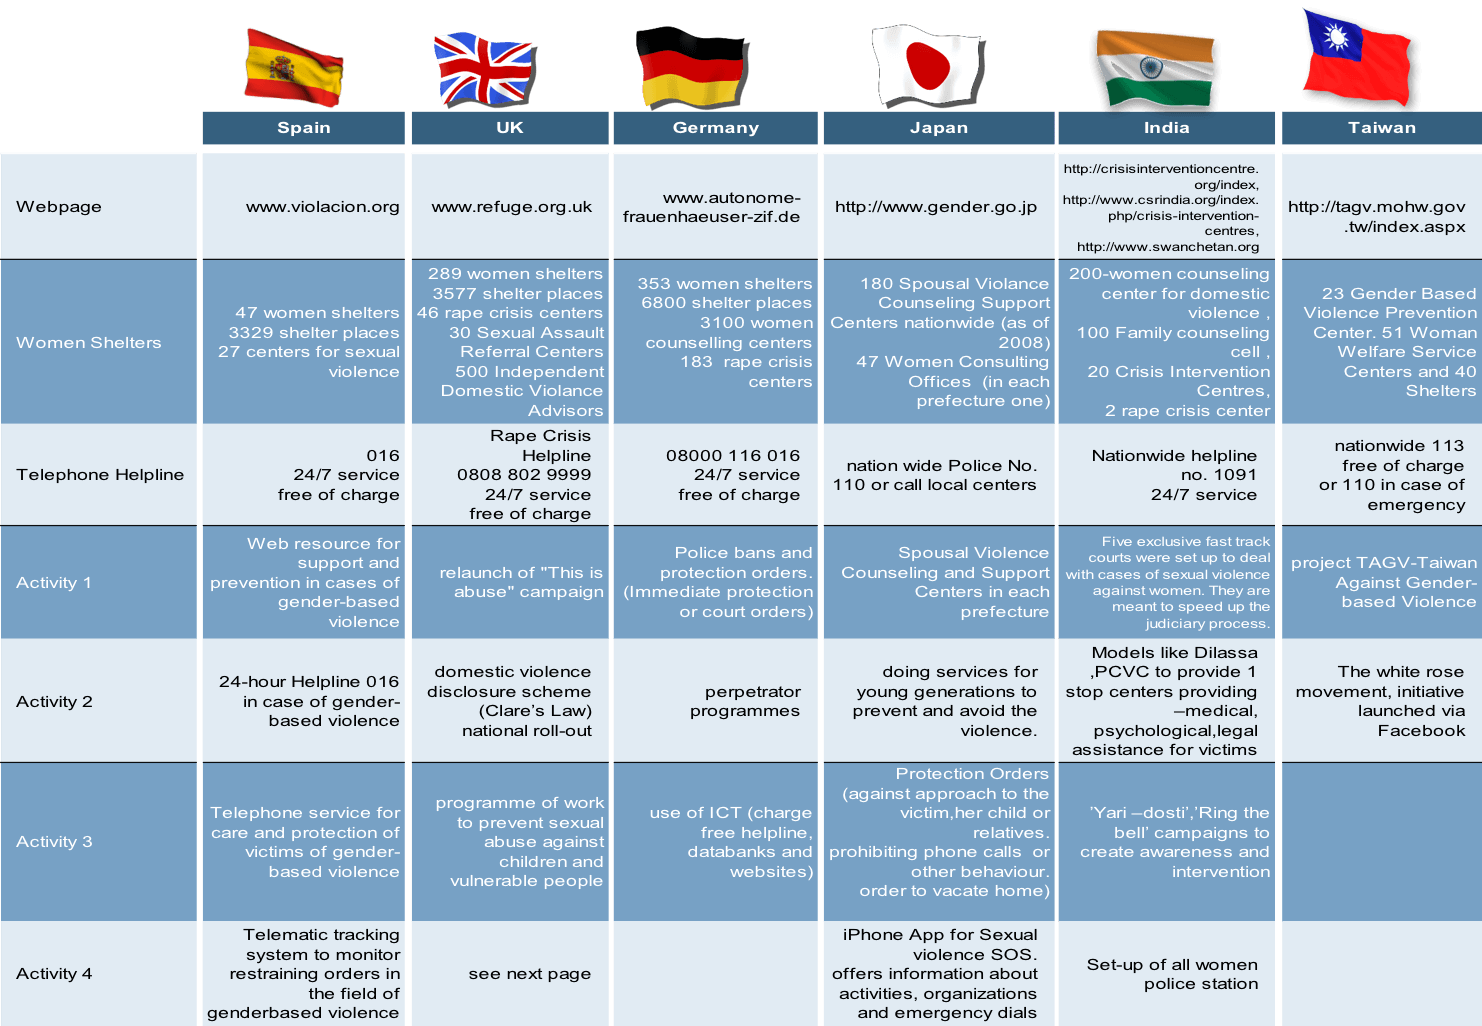 Spain
UK
Germany
Japan
India
Taiwan
Webpage
www.violacion.org
www.refuge.org.uk
www.autonome-
frauenhaeuser-zif.de
http://www.gender.go.jp
http://crisisinterventioncentre.
org/index,
http://www.csrindia.org/index.
php/crisis-intervention-
centres,
http://www.swanchetan.org
http://tagv.mohw.gov
.tw/index.aspx
Women Shelters
47 women shelters
3329 shelter places
27 centers for sexual
violence
289 women shelters
3577 shelter places
46 rape crisis centers
30 Sexual Assault
Referral Centers
500 Independent
Domestic Violance
Advisors
353 women shelters
6800 shelter places
3100 women
counselling centers
183 rape crisis
centers
180 Spousal Violance
Counseling Support
Centers nationwide (as of
2008)
47 Women Consulting
Offices (in each
prefecture one)
200-women counseling
center for domestic
violence ,
100 Family counseling
cell ,
20 Crisis Intervention
Centres,
2 rape crisis center
23 Gender Based
Violence Prevention
Center. 51 Woman
Welfare Service
Centers and 40
Shelters
Telephone Helpline
016
24/7 service
free of charge
Rape Crisis
Helpline
0808 802 9999
24/7 service
free of charge
08000 116 016
24/7 service
free of charge
nation wide Police No.
110 or call local centers
Nationwide helpline
no. 1091
24/7 service
nationwide 113
free of charge
or 110 in case of
emergency
Activity 1
Web resource for
support and
prevention in cases of
gender-based
violence
relaunch of "This is
abuse" campaign
Police bans and
protection orders.
(Immediate protection
or court orders)
Spousal Violence
Counseling and Support
Centers in each
prefecture
Five exclusive fast track
courts were set up to deal
with cases of sexual violence
against women. They are
meant to speed up the
judiciary process.
project TAGV-Taiwan
Against Gender-
based Violence
Activity 2
24-hour Helpline 016
in case of gender-
based violence
domestic violence
disclosure scheme
(Clare’s Law)
national roll-out
perpetrator
programmes
doing services for
young generations to
prevent and avoid the
violence.
Models like Dilassa
,PCVC to provide 1
stop centers providing
–medical,
psychological,legal
assistance for victims
The white rose
movement, initiative
launched via
Facebook
Activity 3
Telephone service for
care and protection of
victims of gender-
based violence
programme of work
to prevent sexual
abuse against
children and
vulnerable people
use of ICT (charge
free helpline,
databanks and
websites)
Protection Orders
(against approach to the
victim,her child or
relatives.
prohibiting phone calls or
other behaviour.
order to vacate home)
’Yari –dosti’,’Ring the
bell’ campaigns to
create awareness and
intervention
Activity 4
Telematic tracking
system to monitor
restraining orders in
the field of
genderbased violence
see next page
iPhone App for Sexual
violence SOS.
offers information about
activities, organizations
and emergency dials
Set-up of all women
police station